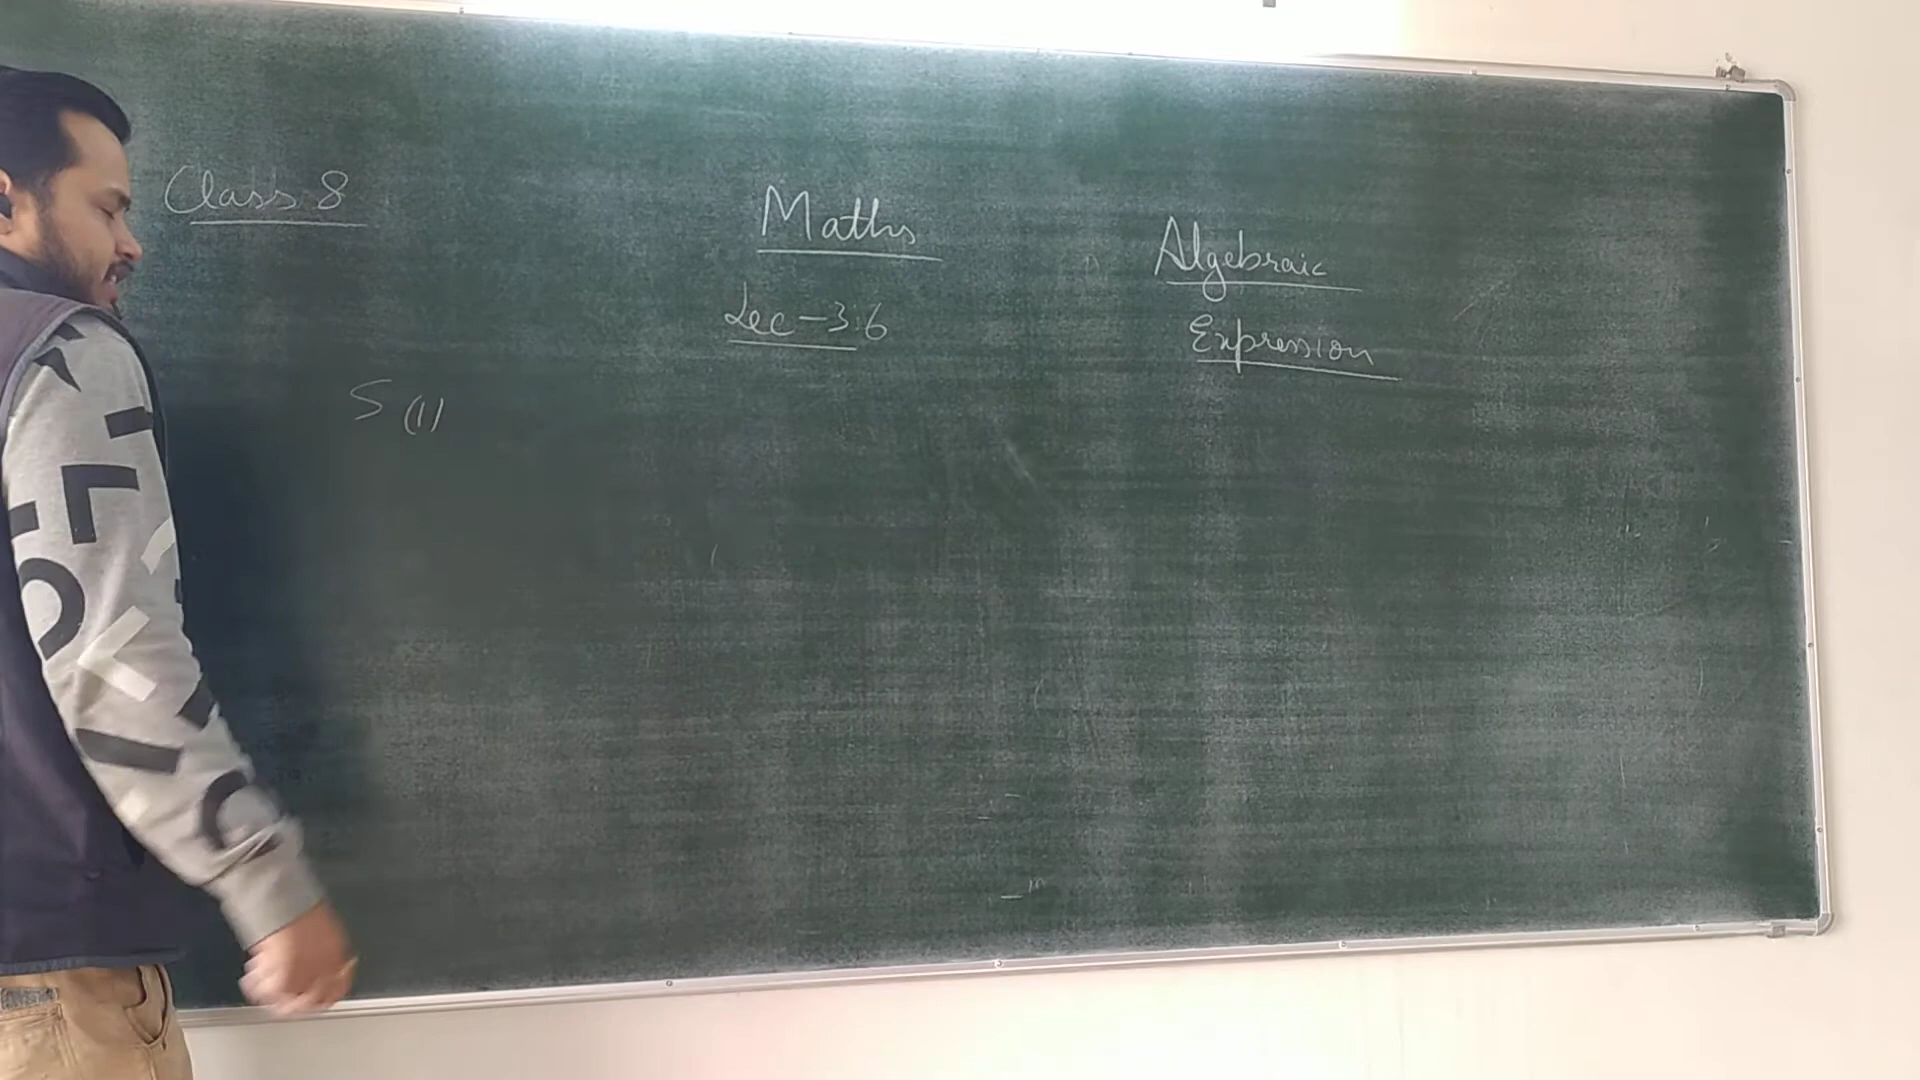 Class 8
Maths
Algebraic
Lec-3.6
Expression
S (1)